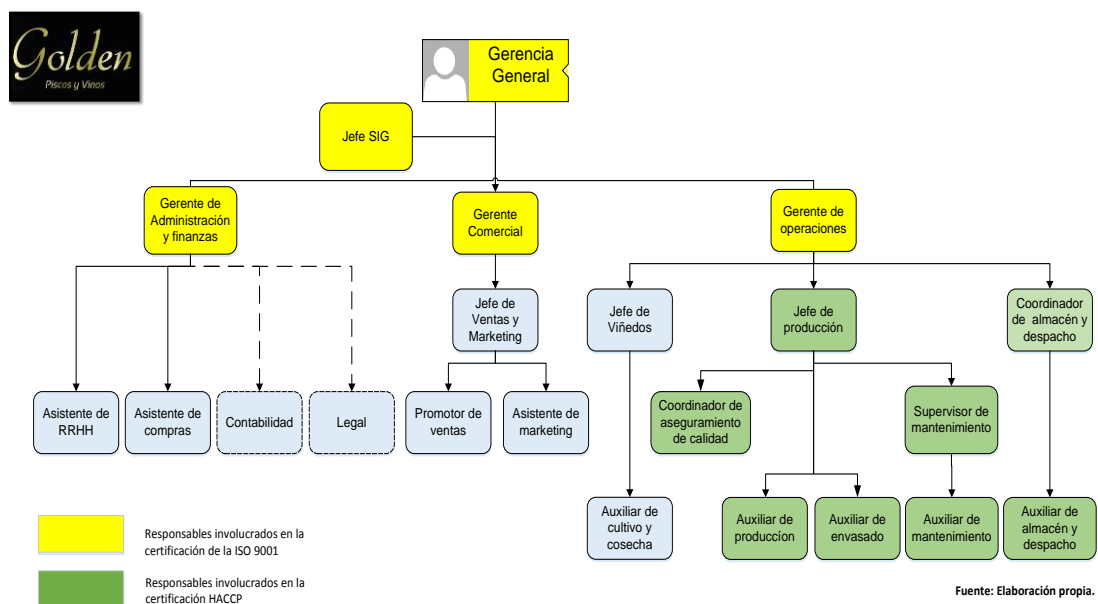 Golden
Piscos y Vinos
Gerencia
General
Jefe SIG
Gerente de
Administración
y finanzas
Gerente
Comercial
Gerente de
operaciones
Jefe de
Ventas y
Marketing
Jefe de
Viñedos
Jefe de
producción
Coordinador
de almacén y
despacho
Asistente de
RRHH
Asistente de
compras
Contabilidad
Legal
Promotor de
ventas
Asistente de
marketing
Coordinador de
aseguramiento
de calidad
Supervisor de
mantenimiento
Auxiliar de
cultivo y
cosecha
Auxiliar de
produccíon
Auxiliar de
envasado
Auxiliar de
mantenimiento
Auxiliar de
almacén y
despacho
Responsables involucrados en la
certificación de la ISO 9001
Responsables involucrados en la
certificación HACCP
Fuente: Elaboración propia.